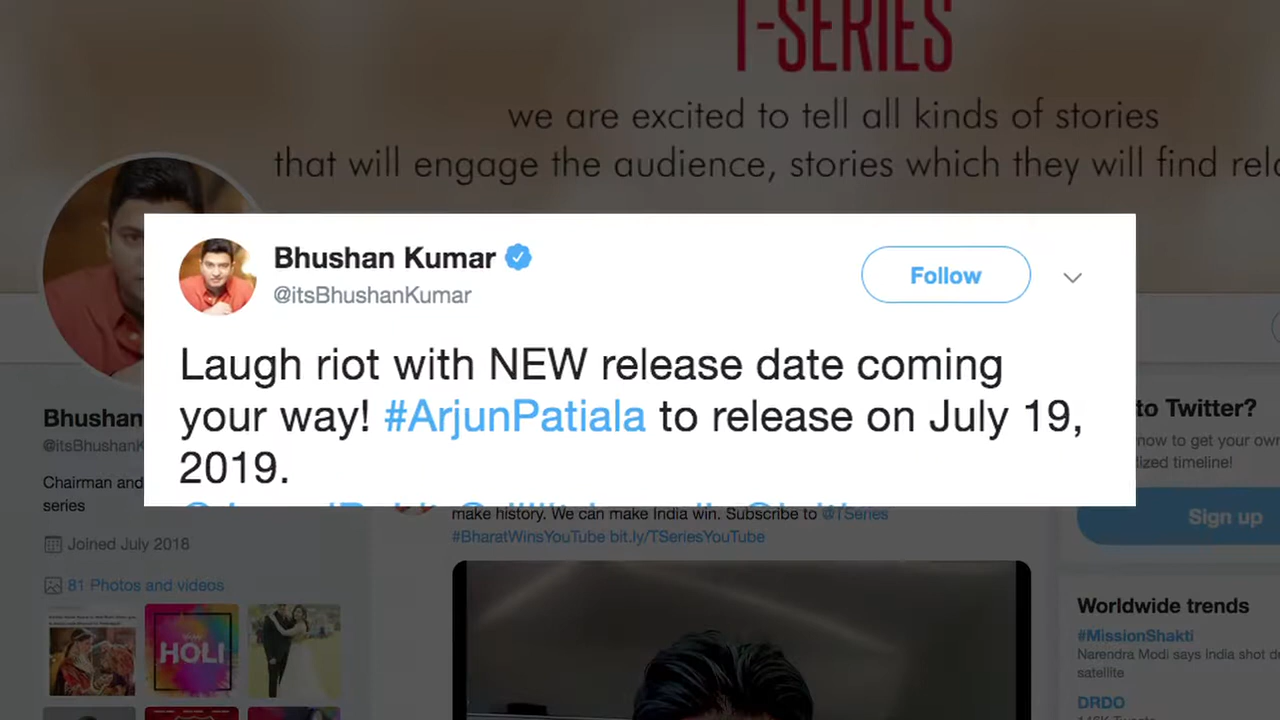 T-SERIES
we are excited to tell all kinds of stories
that will engage the audience, stories which they will find
Bhushan Kumar
@itsBhushanKumar
Follow
Laugh riot with NEW release date coming
your way! #ArjunPatiala to release on July 19,
2019.
Bhushan
@itsBhushanK
Chairman and
series
Joined July 2018
81 Photos and videos
HOLI
make history. We can make India win. Subscribe to @TSeries
#BharatWinsYouTube bit.ly/TSeriesYouTube
to Twitter?
now to get your own
timeline!
Sign up
Worldwide trends
#MissionShakti
Narendra Modi says India shot
satellite
DRDO